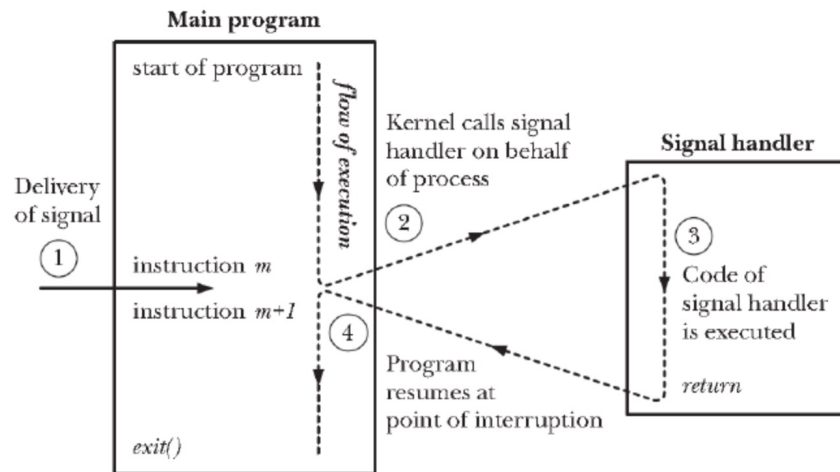 Main program
start of program
flow of execution
Kernel calls signal
handler on behalf
of process
Signal handler
Delivery
of signal
1
2
3
instruction m
instruction m+1
Code of
signal handler
is executed
4
Program
resumes at
point of interruption
return
exit()